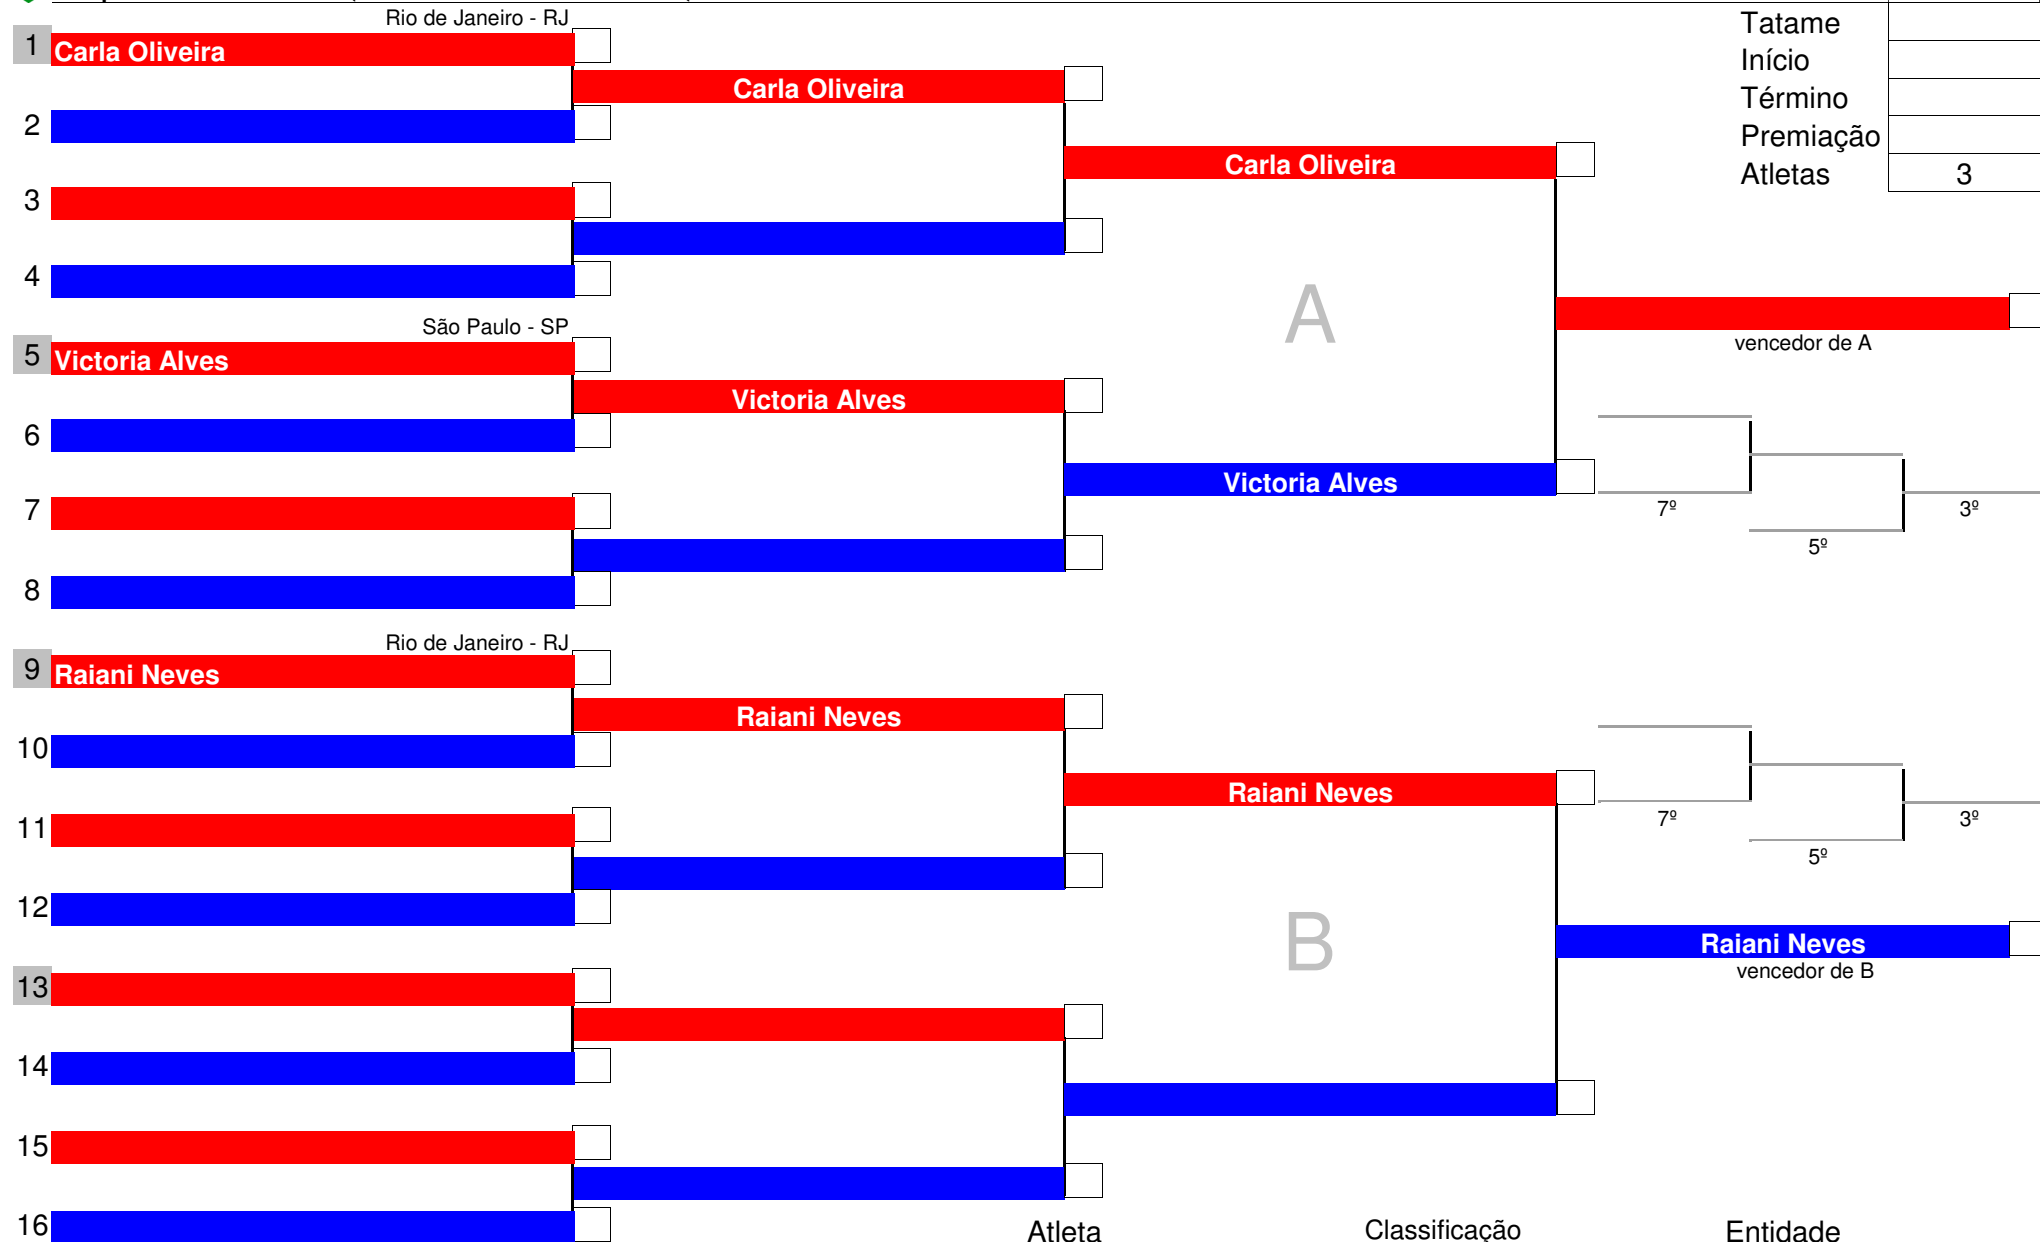 Rio de Janeiro - RJ
1 Carla Oliveira
Carla Oliveira
2
Carla Oliveira
3
4
A
São Paulo - SP
5 Victoria Alves
Victoria Alves
6
Victoria Alves
7
8
Rio de Janeiro - RJ
9 Raiani Neves
Raiani Neves
10
Raiani Neves
11
12
B
13
14
15
16
Tatame
Início
Término
Premiação
Atletas 3
vencedor de A
7º
3º
5º
7º
3º
5º
Raiani Neves
vencedor de B
Atleta Classificação Entidade